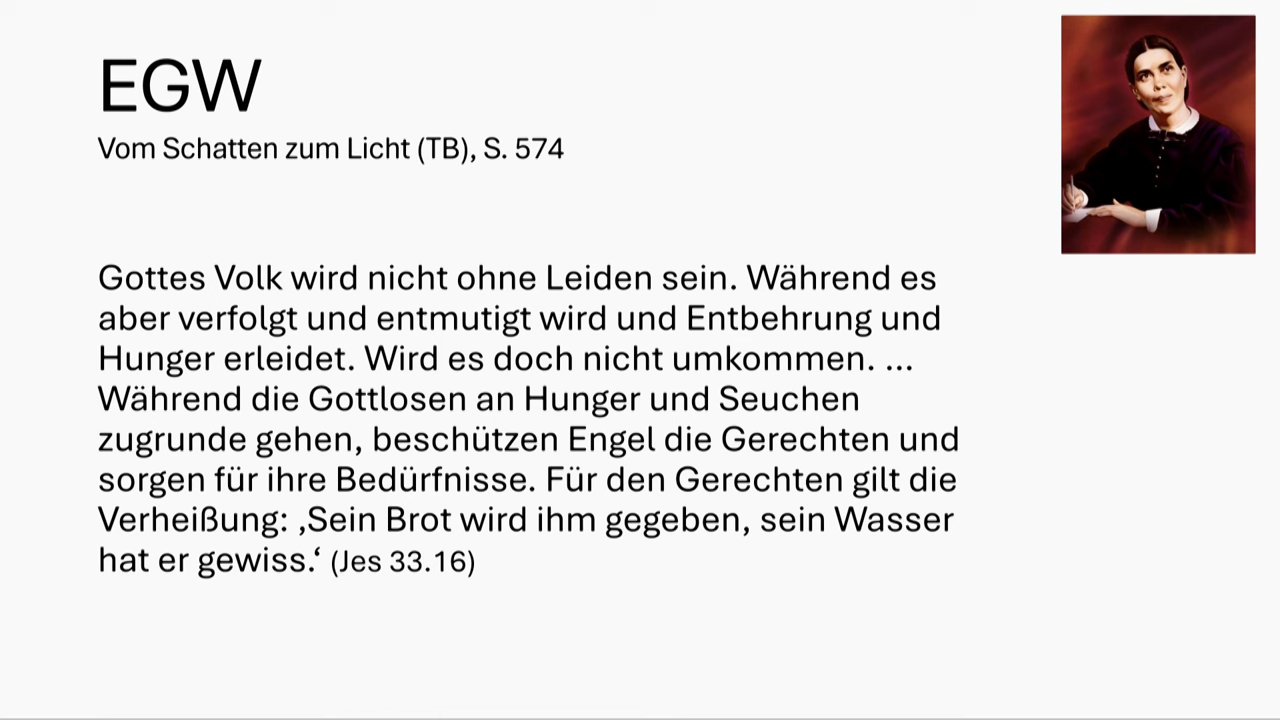 EGW
Vom Schatten zum Licht (TB), S. 574
Gottes Volk wird nicht ohne Leiden sein. Während es
aber verfolgt und entmutigt wird und Entbehrung und
Hunger erleidet. Wird es doch nicht umkommen. ...
Während die Gottlosen an Hunger und Seuchen
zugrunde gehen, beschützen Engel die Gerechten und
sorgen für ihre Bedürfnisse. Für den Gerechten gilt die
Verheißung: ‚Sein Brot wird ihm gegeben, sein Wasser
hat er gewiss.‘ (Jes 33.16)